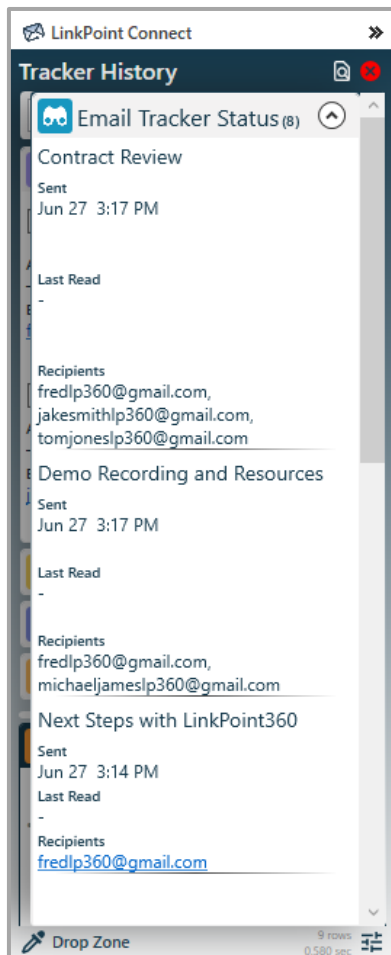 LinkPoint Connect
Tracker History
Email Tracker Status (8)
Contract Review
Sent
Jun 27 3:17 PM
Last Read
-
Recipients
fredlp360@gmail.com,
jakesmithlp360@gmail.com,
tomjoneslp360@gmail.com
Demo Recording and Resources
Sent
Jun 27 3:17 PM
Last Read
-
Recipients
fredlp360@gmail.com,
michaeljameslp360@gmail.com
Next Steps with LinkPoint360
Sent
Jun 27 3:14 PM
Last Read
-
Recipients
fredlp360@gmail.com
Drop Zone
9 rows
0.580 sec